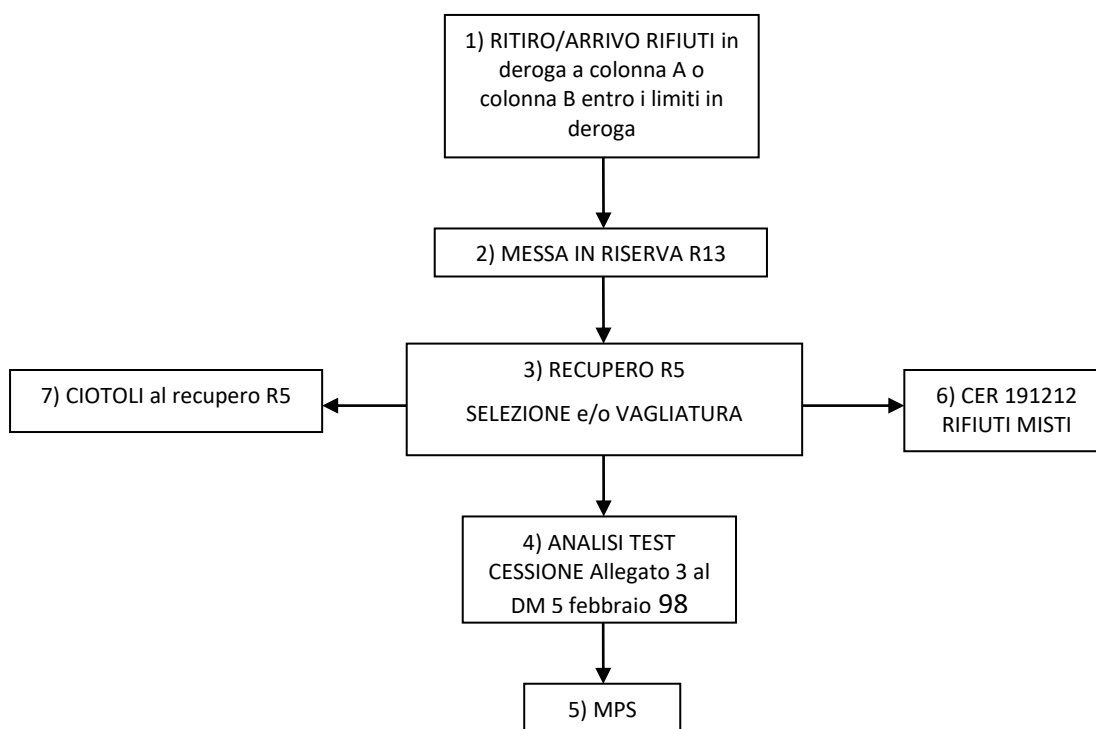 1) RITIRO/ARRIVO RIFIUTI in
deroga a colonna A o
colonna B entro i limiti in
deroga
2) MESSA IN RISERVA R13
3) RECUPERO R5
SELEZIONE e/o VAGLIATURA
7) CIOTOLI al recupero R5
6) CER 191212
RIFIUTI MISTI
4) ANALISI TEST
CESSIONE Allegato 3 al
DM 5 febbraio 98
5) MPS